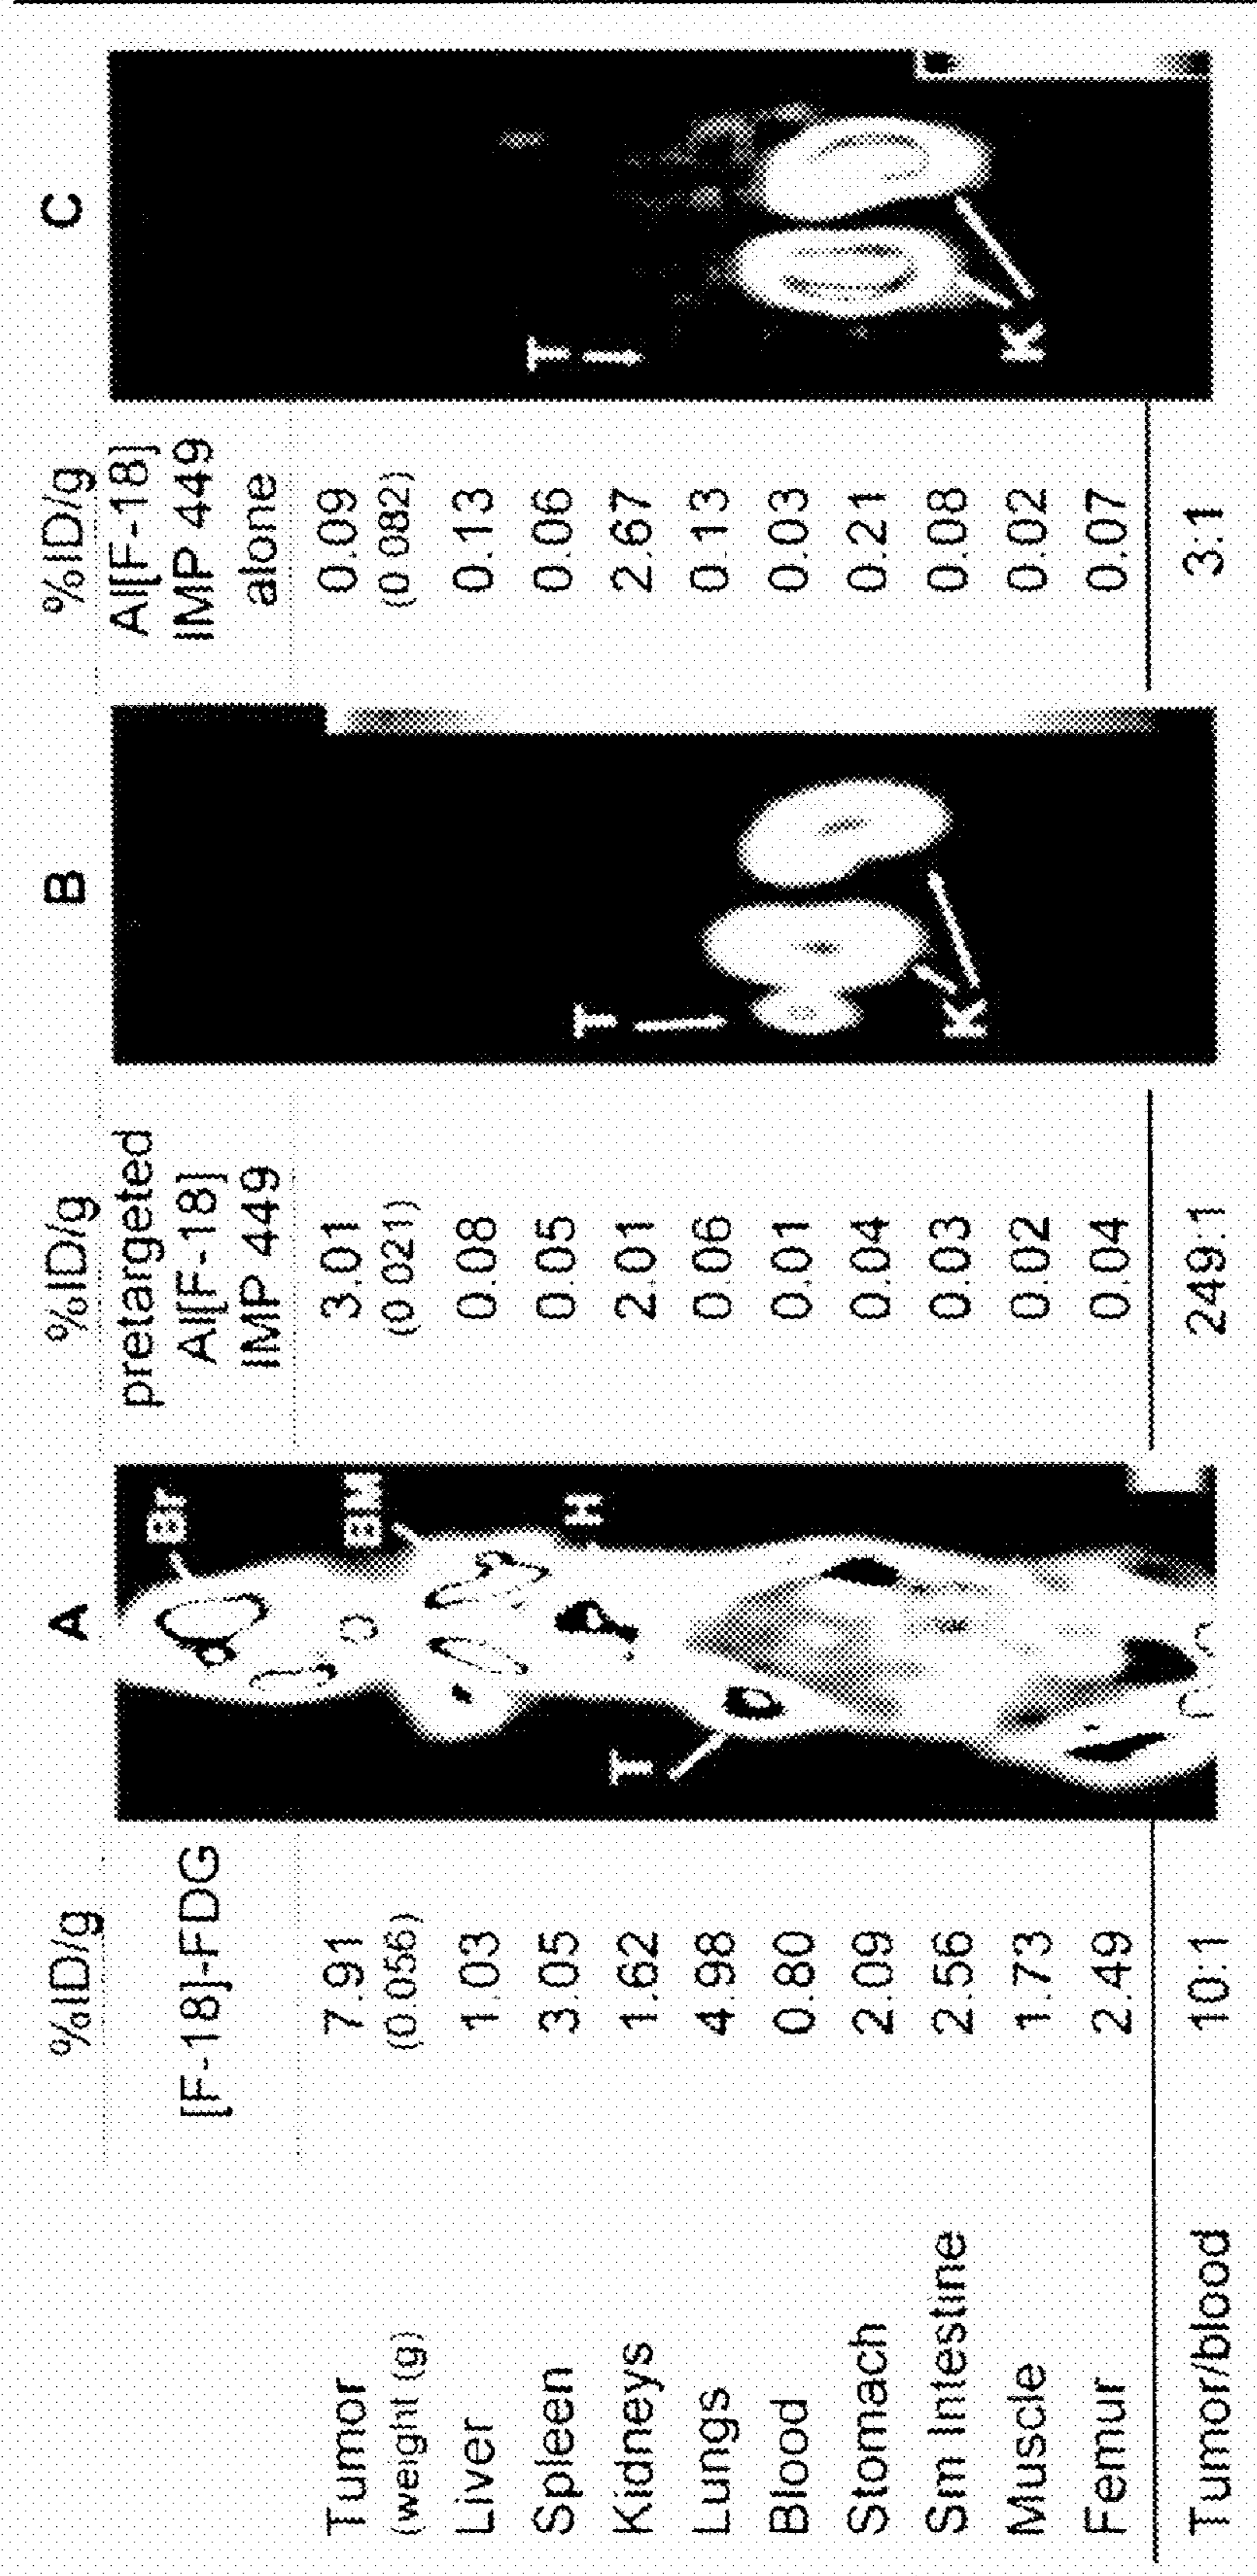 A B C
%ID/g %ID/g %ID/g
[F-18]-FDG pretargeted Al[F-18] IMP 449 Al[F-18] IMP 449 alone
Tumor 7.91 3.01 0.09
(weight (g) (0.056) (0 021) (0 082)
Liver 1.03 0.08 0.13
Spleen 3.05 0.05 0.06
Kidneys 1.62 2.01 2.67
Lungs 4.98 0.06 0.13
Blood 0.80 0.01 0.03
Stomach 2.09 0.04 0.21
Sm Intestine 2.56 0.03 0.08
Muscle 1.73 0.02 0.02
Femur 2.49 0.04 0.07
Tumor/blood 10:1 249:1 3:1
Br
BM
H
T
T
K
T
K